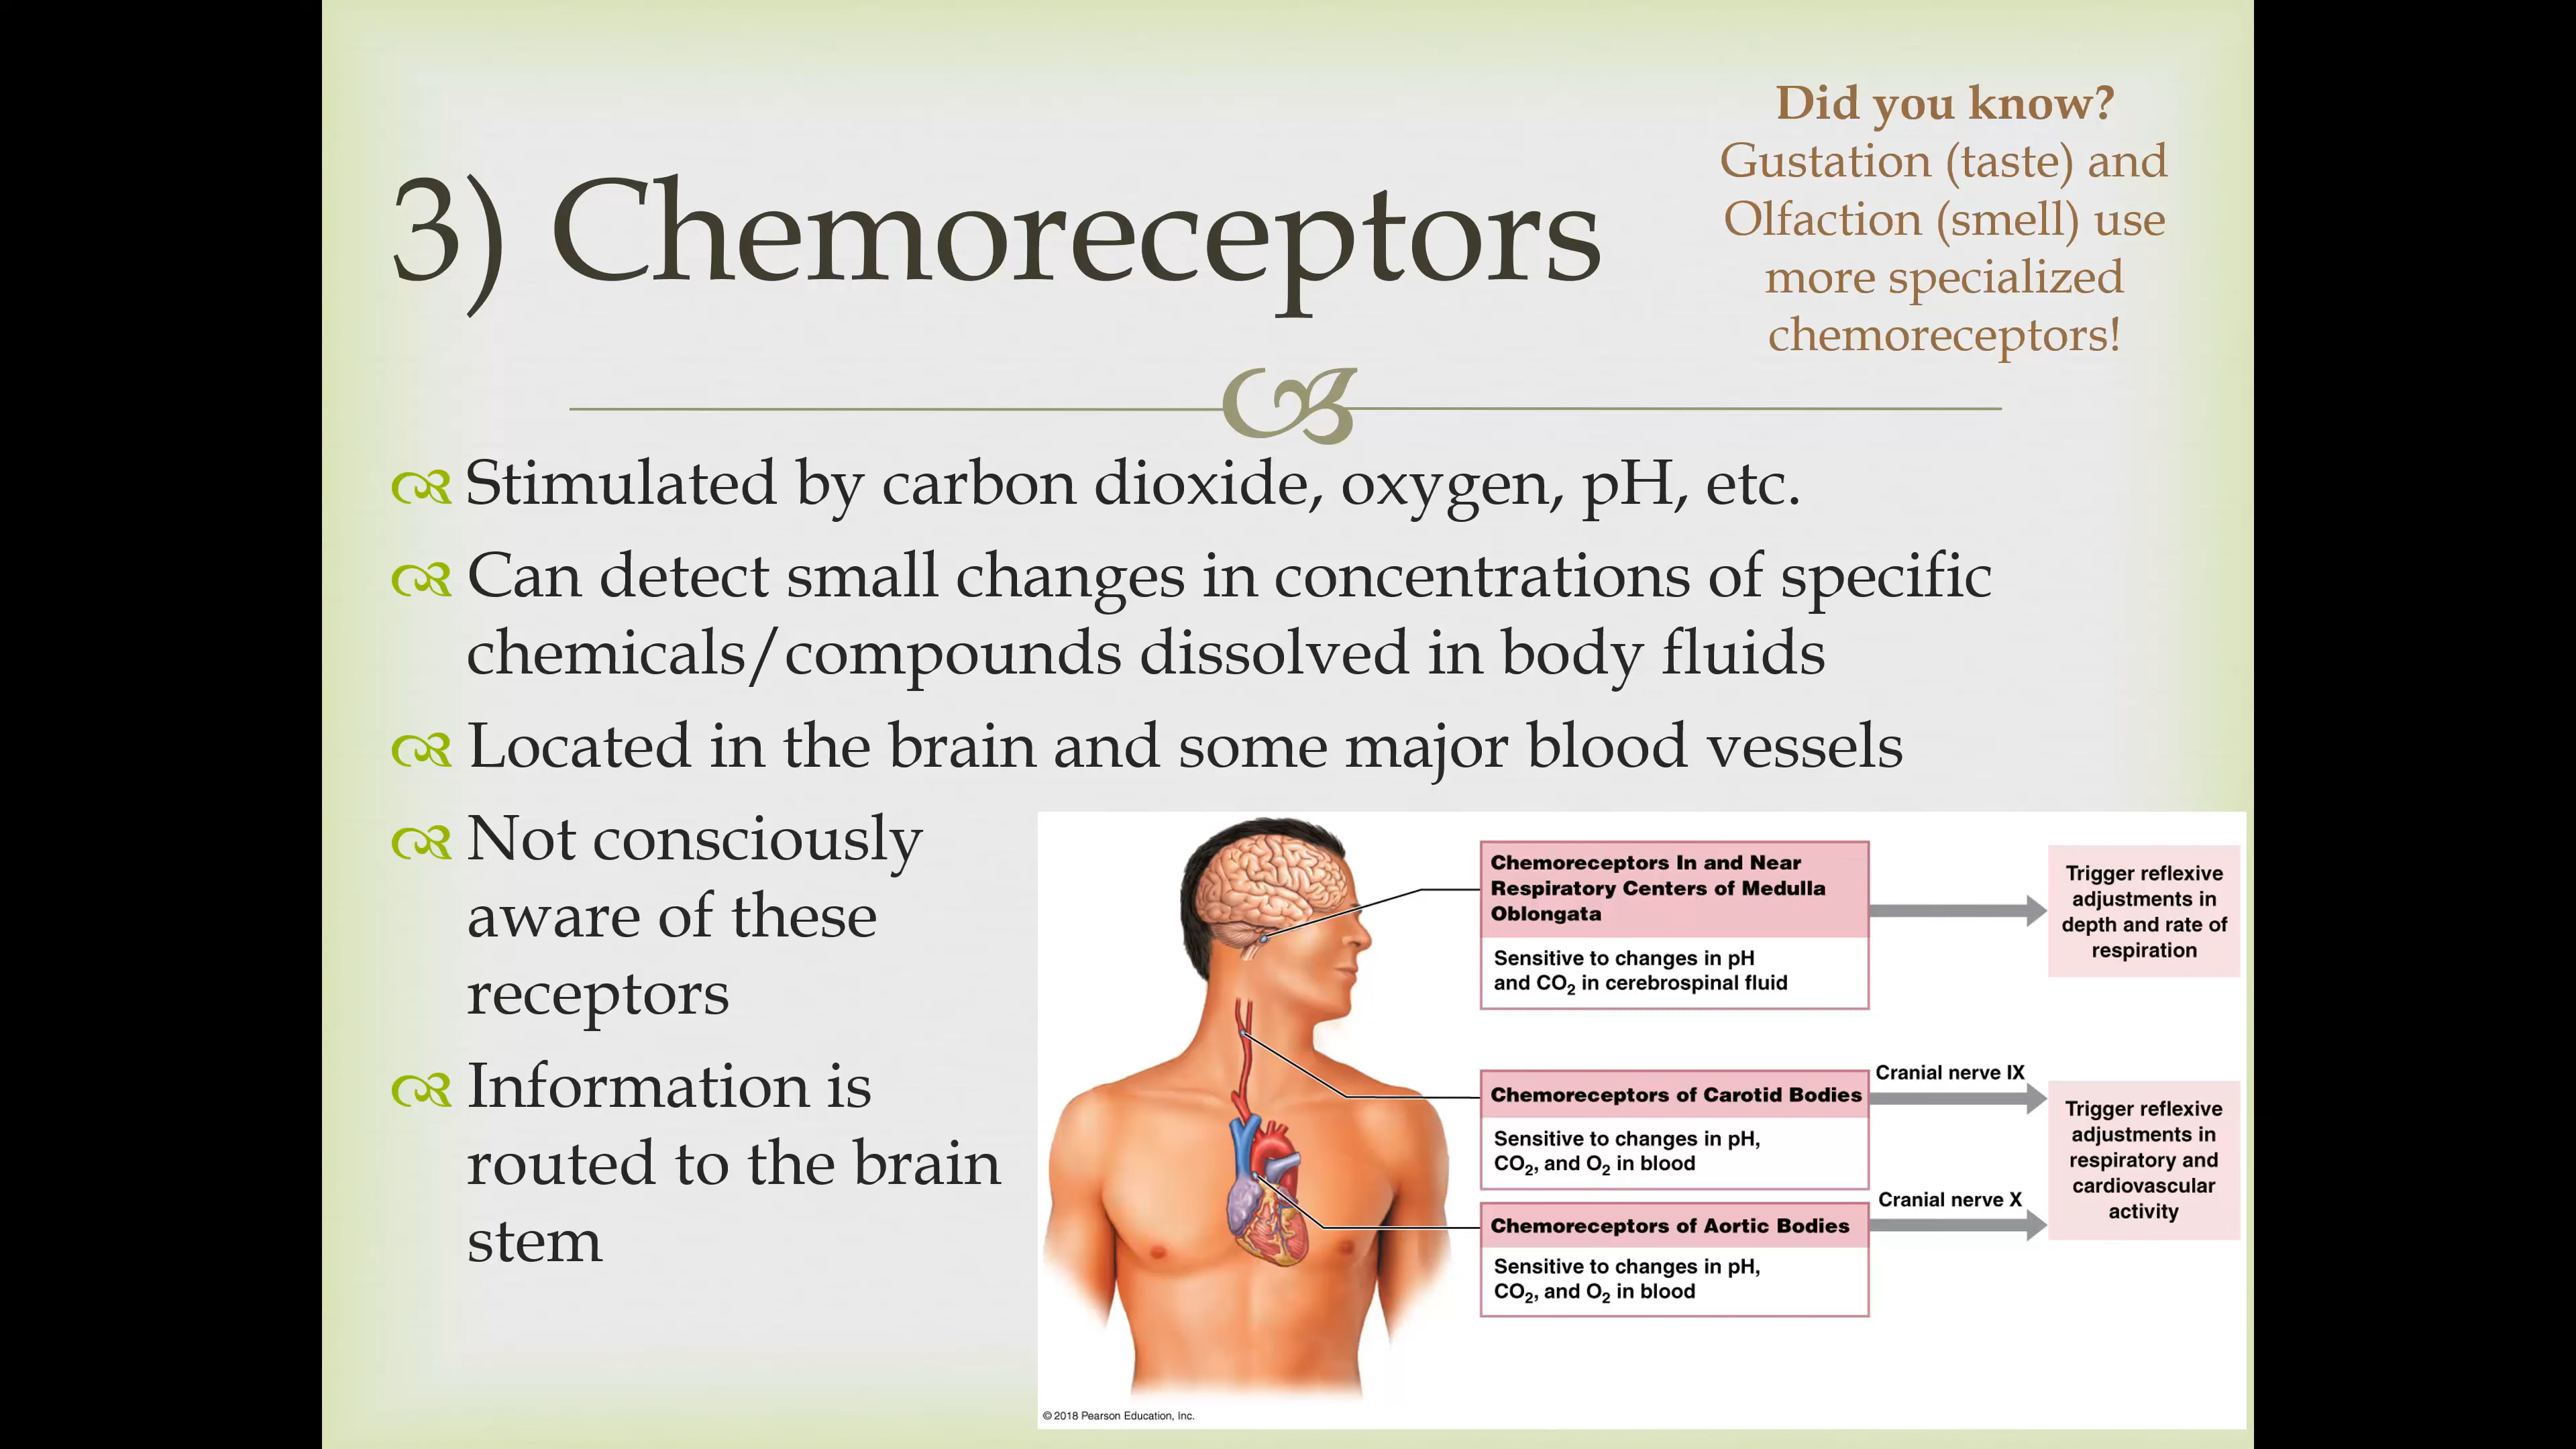 Did you know?
Gustation (taste) and
Olfaction (smell) use
more specialized
chemoreceptors!
3) Chemoreceptors
Stimulated by carbon dioxide, oxygen, pH, etc.
Can detect small changes in concentrations of specific
chemicals/compounds dissolved in body fluids
Located in the brain and some major blood vessels
Not consciously
aware of these
receptors
Information is
routed to the brain
stem
Chemoreceptors In and Near
Respiratory Centers of Medulla
Oblongata
Sensitive to changes in pH
and CO₂ in cerebrospinal fluid
Trigger reflexive
adjustments in
depth and rate of
respiration
Chemoreceptors of Carotid Bodies
Sensitive to changes in pH,
CO₂, and O₂ in blood
Cranial nerve IX
Chemoreceptors of Aortic Bodies
Sensitive to changes in pH,
CO₂, and O₂ in blood
Cranial nerve X
Trigger reflexive
adjustments in
respiratory and
cardiovascular
activity
© 2018 Pearson Education, Inc.